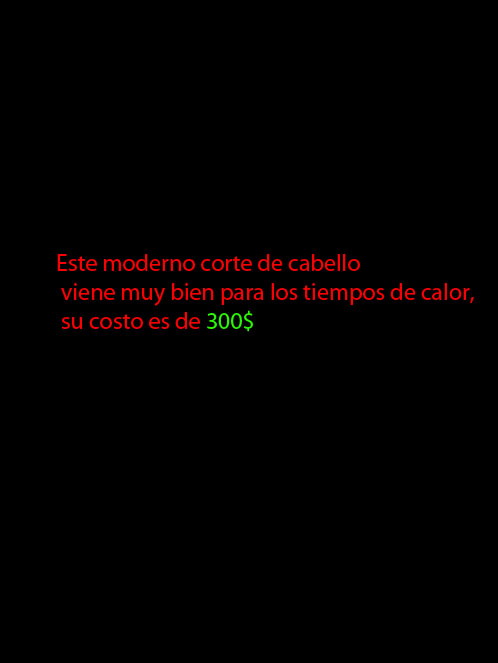 Este moderno corte de cabello
viene muy bien para los tiempos de calor,
su costo es de 300$